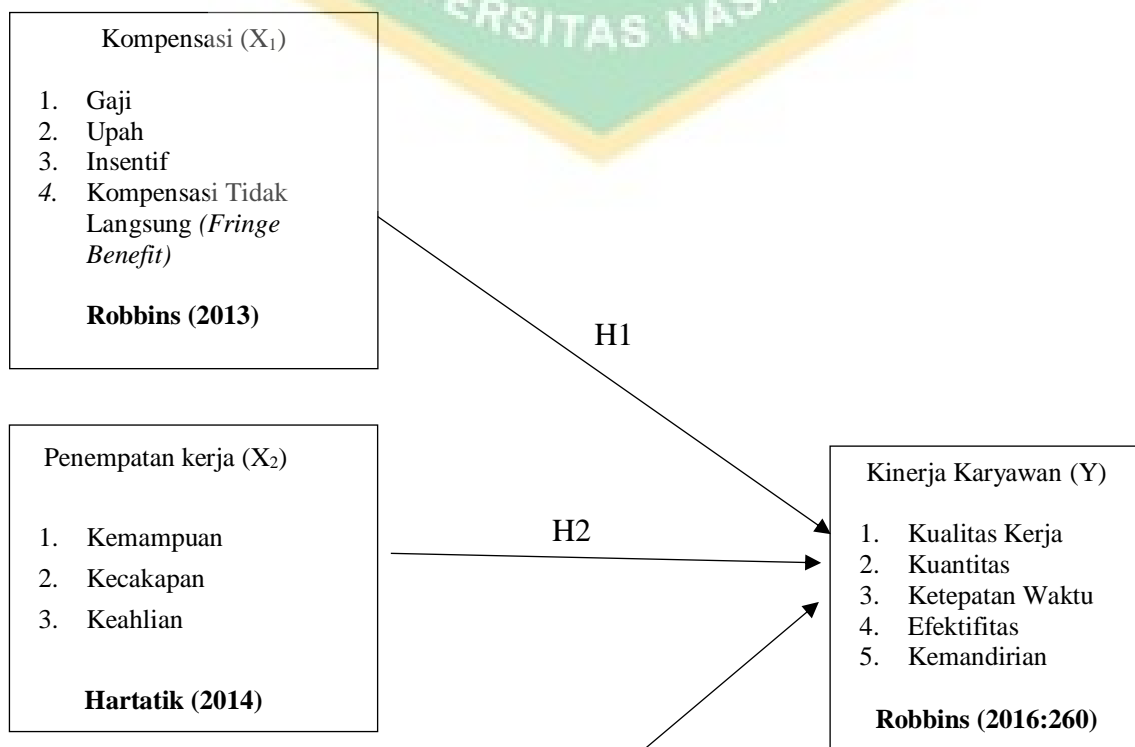 ERSITAS NAS
Kompensasi (X₁)
1. Gaji
2. Upah
3. Insentif
4. Kompensasi Tidak
Langsung (Fringe
Benefit)
Robbins (2013)
H1
Penempatan kerja (X₂)
1. Kemampuan
2. Kecakapan
3. Keahlian
Hartatik (2014)
H2
Kinerja Karyawan (Y)
1. Kualitas Kerja
2. Kuantitas
3. Ketepatan Waktu
4. Efektifitas
5. Kemandirian
Robbins (2016:260)